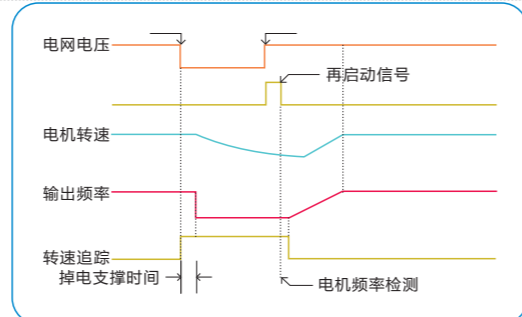 电网电压
再启动信号
电机转速
输出频率
转速追踪
掉电支撑时间
电机频率检测